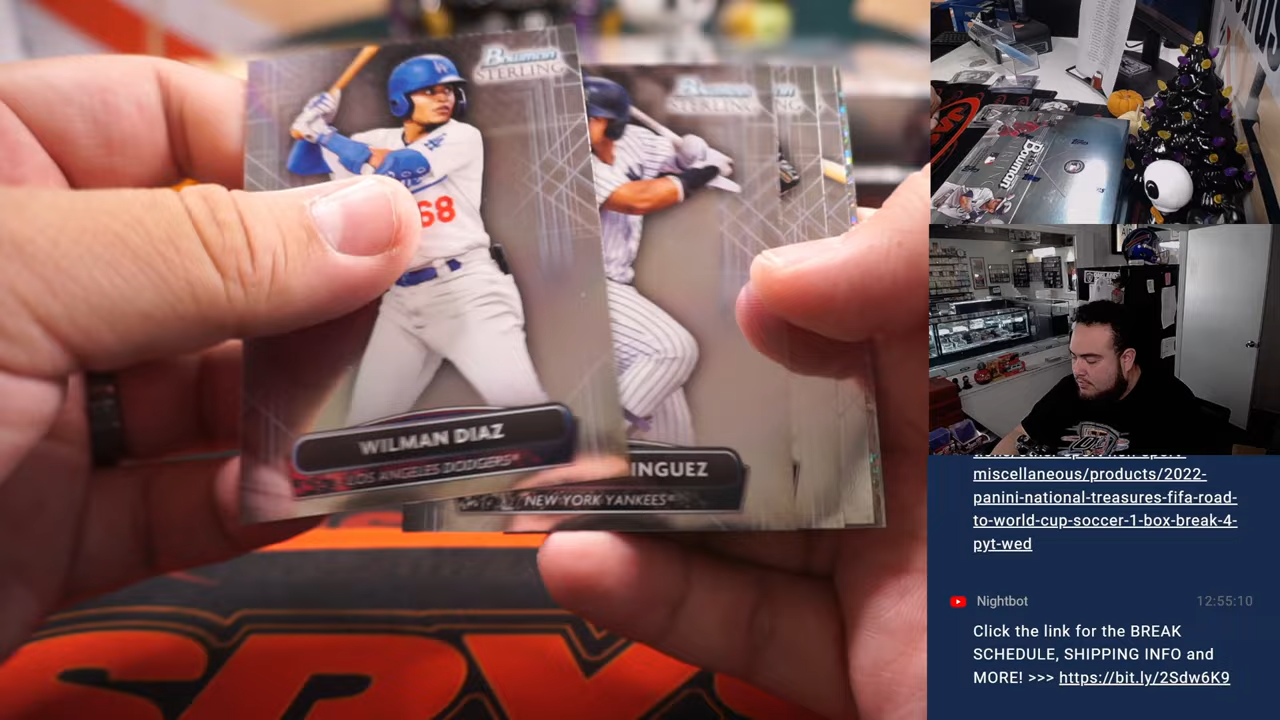 Bowman
STERLING
68
WILMAN DIAZ
LOS ANGELES DODGERS
Bowman
STERLING
NG
INGUEZ
NEW YORK YANKEES
Bowman
miscellaneous/products/2022-
panini-national-treasures-fifa-road-
to-world-cup-soccer-1-box-break-4-
pyt-wed
Nightbot
12:55:10
Click the link for the BREAK
SCHEDULE, SHIPPING INFO and
MORE! >>> https://bit.ly/2Sdw6K9